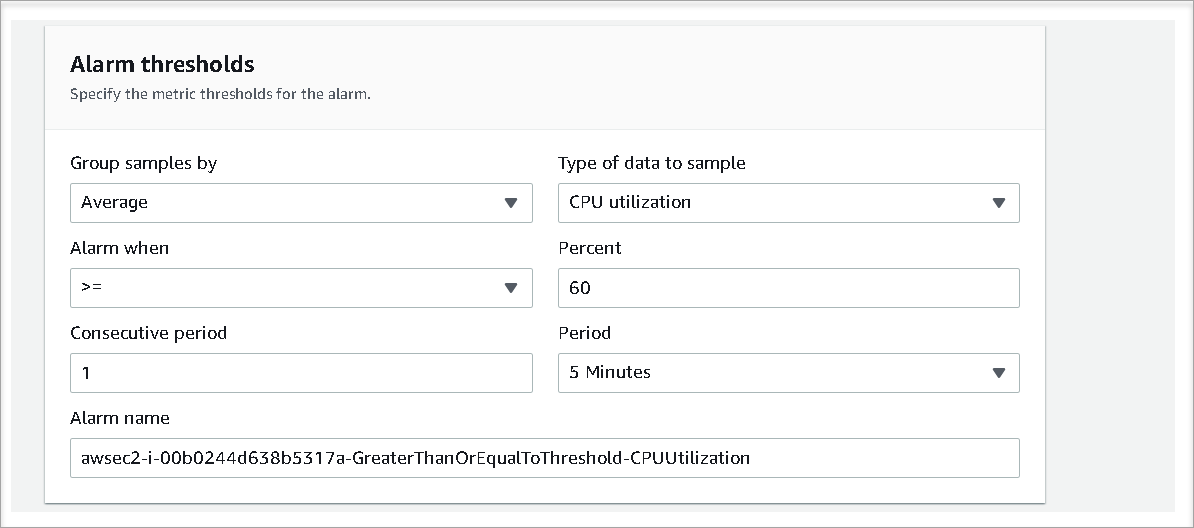 Alarm thresholds
Specify the metric thresholds for the alarm.
Group samples by
Type of data to sample
Average
CPU utilization
Alarm when
Percent
>=
60
Consecutive period
Period
1
5 Minutes
Alarm name
awsec2-i-00b0244d638b5317a-GreaterThanOrEqualToThreshold-CPUUtilization